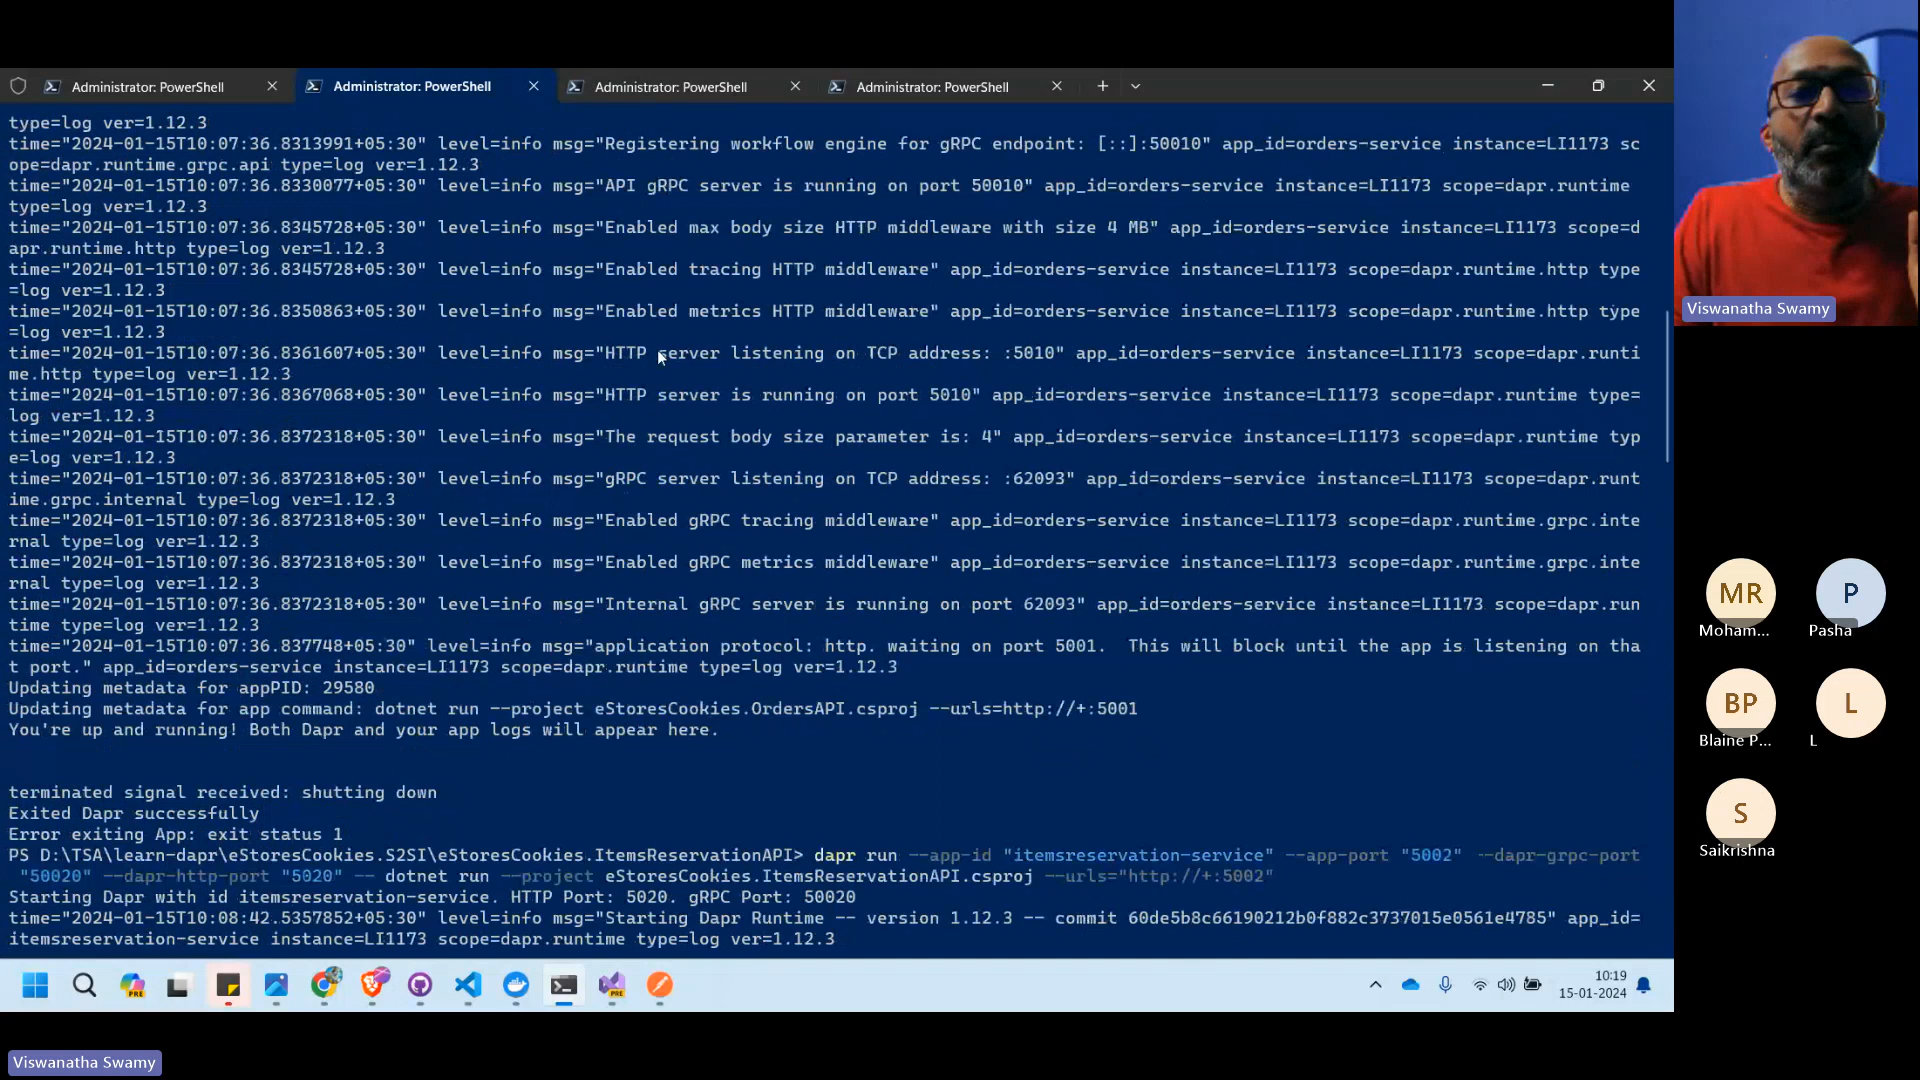 Administrator: PowerShell
Administrator: PowerShell
Administrator: PowerShell
Administrator: PowerShell
type=log ver=1.12.3
time="2024-01-15T10:07:36.8313991+05:30" level=info msg="Registering workflow engine for gRPC endpoint: [::]:50010" app_id=orders-service instance=LI1173 sc
ope=dapr.runtime.grpc.api type=log ver=1.12.3
time="2024-01-15T10:07:36.8330077+05:30" level=info msg="API gRPC server is running on port 50010" app_id=orders-service instance=LI1173 scope=dapr.runtime
type=log ver=1.12.3
time="2024-01-15T10:07:36.8345728+05:30" level=info msg="Enabled max body size HTTP middleware with size 4 MB" app_id=orders-service instance=LI1173 scope=d
apr.runtime.http type=log ver=1.12.3
time="2024-01-15T10:07:36.8345728+05:30" level=info msg="Enabled tracing HTTP middleware" app_id=orders-service instance=LI1173 scope=dapr.runtime.http type
=log ver=1.12.3
time="2024-01-15T10:07:36.8350863+05:30" level=info msg="Enabled metrics HTTP middleware" app_id=orders-service instance=LI1173 scope=dapr.runtime.http type
=log ver=1.12.3
time="2024-01-15T10:07:36.8361607+05:30" level=info msg="HTTP server listening on TCP address: :5010" app_id=orders-service instance=LI1173 scope=dapr.runti
me.http type=log ver=1.12.3
time="2024-01-15T10:07:36.8367068+05:30" level=info msg="HTTP server is running on port 5010" app_id=orders-service instance=LI1173 scope=dapr.runtime type=
log ver=1.12.3
time="2024-01-15T10:07:36.8372318+05:30" level=info msg="The request body size parameter is: 4" app_id=orders-service instance=LI1173 scope=dapr.runtime typ
e=log ver=1.12.3
time="2024-01-15T10:07:36.8372318+05:30" level=info msg="gRPC server listening on TCP address: :62093" app_id=orders-service instance=LI1173 scope=dapr.runt
ime.grpc.internal type=log ver=1.12.3
time="2024-01-15T10:07:36.8372318+05:30" level=info msg="Enabled gRPC tracing middleware" app_id=orders-service instance=LI1173 scope=dapr.runtime.grpc.inte
rnal type=log ver=1.12.3
time="2024-01-15T10:07:36.8372318+05:30" level=info msg="Enabled gRPC metrics middleware" app_id=orders-service instance=LI1173 scope=dapr.runtime.grpc.inte
rnal type=log ver=1.12.3
time="2024-01-15T10:07:36.8372318+05:30" level=info msg="Internal gRPC server is running on port 62093" app_id=orders-service instance=LI1173 scope=dapr.run
time type=log ver=1.12.3
time="2024-01-15T10:07:36.837748+05:30" level=info msg="application protocol: http. waiting on port 5001.  This will block until the app is listening on tha
t port." app_id=orders-service instance=LI1173 scope=dapr.runtime type=log ver=1.12.3
Updating metadata for appPID: 29580
Updating metadata for app command: dotnet run --project eStoresCookies.OrdersAPI.csproj --urls=http://+:5001
You're up and running! Both Dapr and your app logs will appear here.
terminated signal received: shutting down
Exited Dapr successfully
Error exiting App: exit status 1
PS D:\TSA\learn-dapr\eStoresCookies.S2SI\eStoresCookies.ItemsReservationAPI> dapr run --app-id "itemsreservation-service" --app-port "5002" --dapr-grpc-port
"50020" --dapr-http-port "5020" -- dotnet run --project eStoresCookies.ItemsReservationAPI.csproj --urls="http://+:5002"
Starting Dapr with id itemsreservation-service. HTTP Port: 5020. gRPC Port: 50020
time="2024-01-15T10:08:42.5357852+05:30" level=info msg="Starting Dapr Runtime -- version 1.12.3 -- commit 60de5b8c66190212b0f882c3737015e0561e4785" app_id=
itemsreservation-service instance=LI1173 scope=dapr.runtime type=log ver=1.12.3
PRE
PRE
10:19
15-01-2024
Viswanatha Swamy
Viswanatha Swamy
MR
Moham...
P
Pasha
BP
Blaine P...
L
L
S
Saikrishna